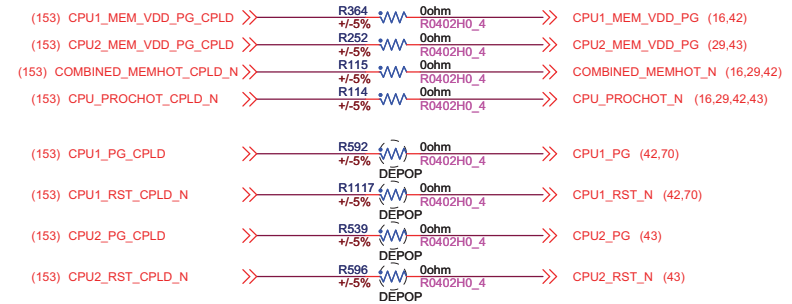 (153) CPU1_MEM_VDD_PG_CPLD R364 0ohm CPU1_MEM_VDD_PG (16,42)
+/-5% R0402H0_4
(153) CPU2_MEM_VDD_PG_CPLD R252 0ohm CPU2_MEM_VDD_PG (29,43)
+/-5% R0402H0_4
(153) COMBINED_MEMHOT_CPLD_N R115 0ohm COMBINED_MEMHOT_N (16,29,42)
+/-5% R0402H0_4
(153) CPU_PROCHOT_CPLD_N R114 0ohm CPU_PROCHOT_N (16,29,42,43)
+/-5% R0402H0_4
(153) CPU1_PG_CPLD R592 0ohm CPU1_PG (42,70)
+/-5% R0402H0_4
DEPOP
(153) CPU1_RST_CPLD_N R1117 0ohm CPU1_RST_N (42,70)
+/-5% R0402H0_4
DEPOP
(153) CPU2_PG_CPLD R539 0ohm CPU2_PG (43)
+/-5% R0402H0_4
DEPOP
(153) CPU2_RST_CPLD_N R596 0ohm CPU2_RST_N (43)
+/-5% R0402H0_4
DEPOP